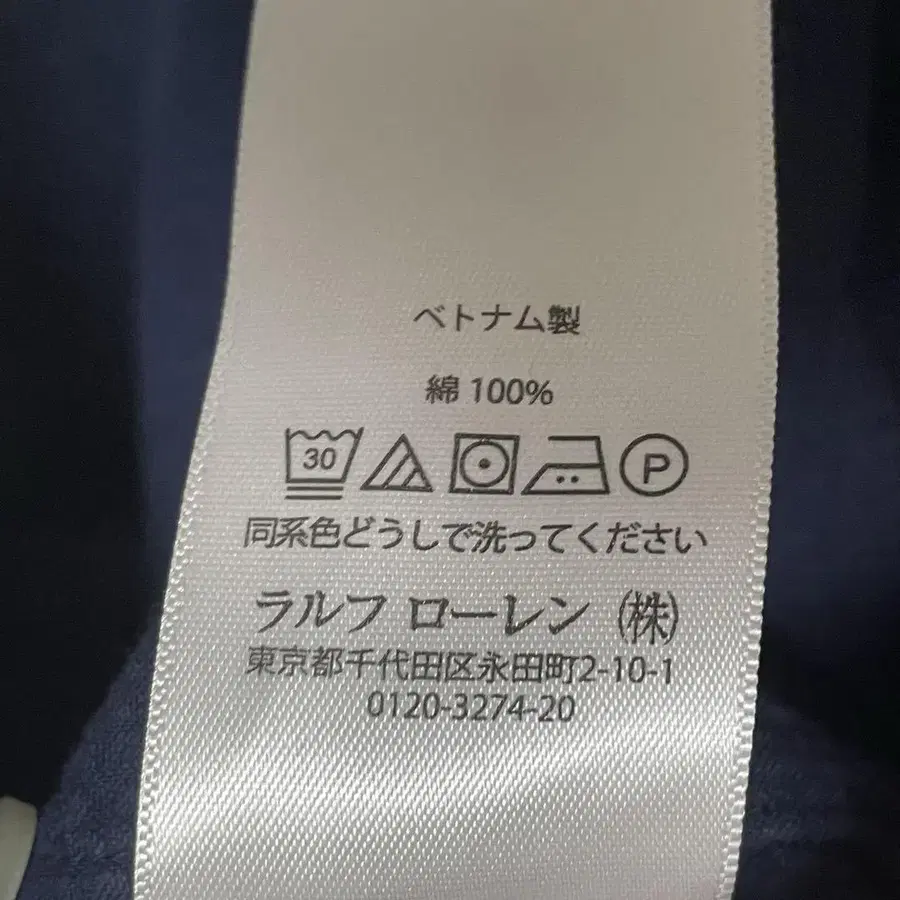 ベトナム製
綿 100%
30 P
同系色どうしで洗ってください
ラルフ ローレン (株)
東京都千代田区永田町2-10-1
0120-3274-20